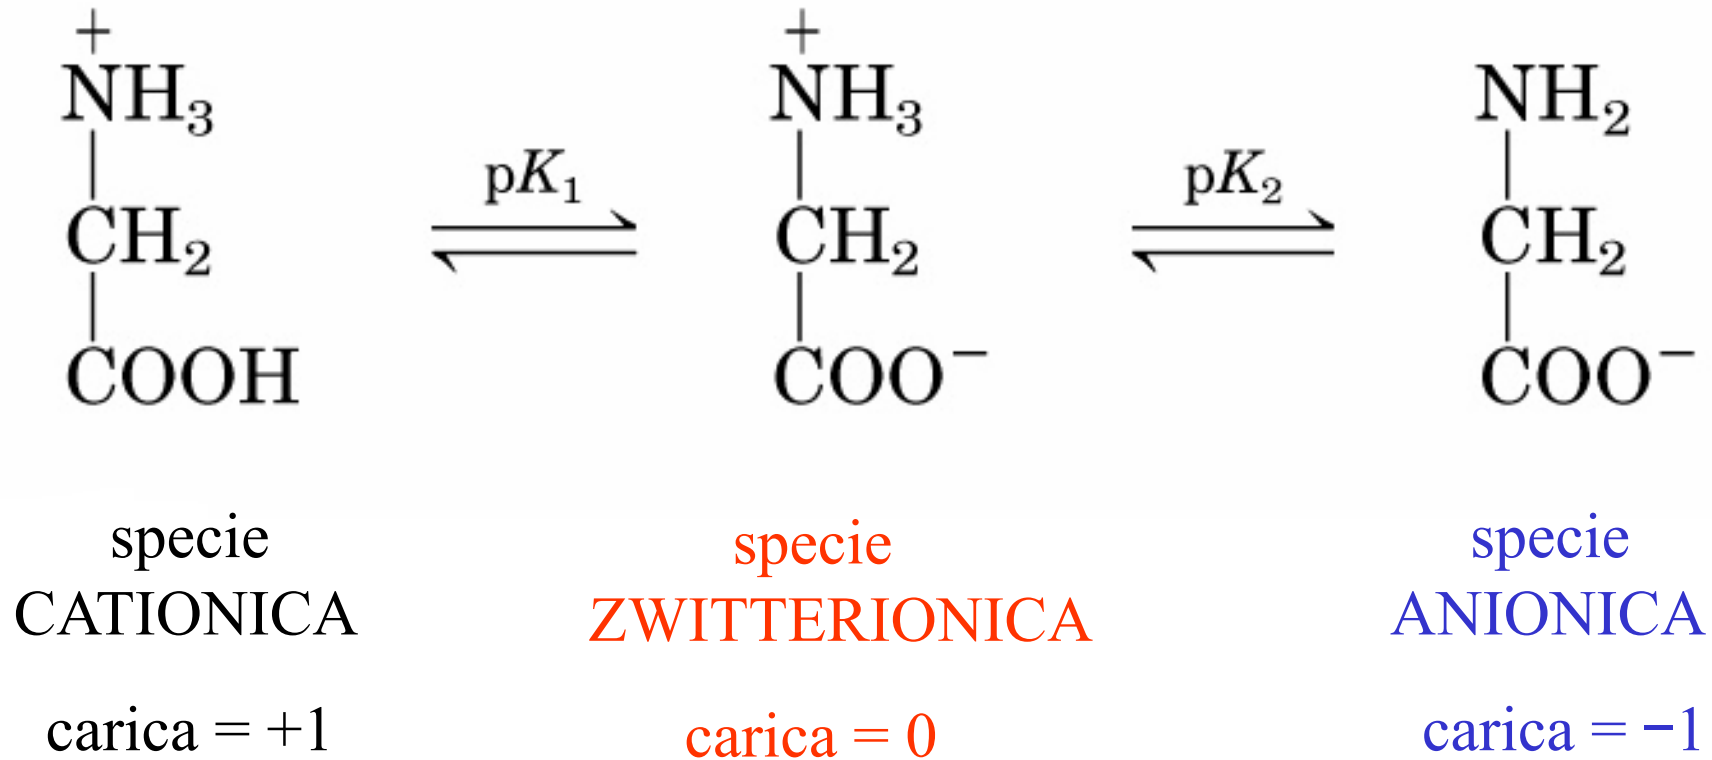 + +
NH₃ NH₃ NH₂
pK₁ pK₂
CH₂ CH₂ CH₂
COOH COO⁻ COO⁻
specie specie specie
CATIONICA ZWITTERIONICA ANIONICA
carica = +1 carica = 0 carica = −1